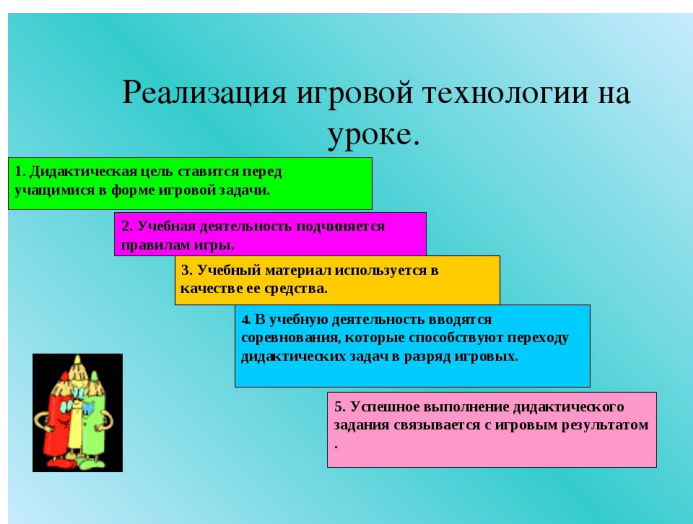 Реализация игровой технологии на
уроке.
1. Дидактическая цель ставится перед
учащимися в форме игровой задачи.
2. Учебная деятельность подчиняется
правилам игры.
3. Учебный материал используется в
качестве ее средства.
4. В учебную деятельность вводятся
соревнования, которые способствуют переходу
дидактических задач в разряд игровых.
5. Успешное выполнение дидактического
задания связывается с игровым результатом
.